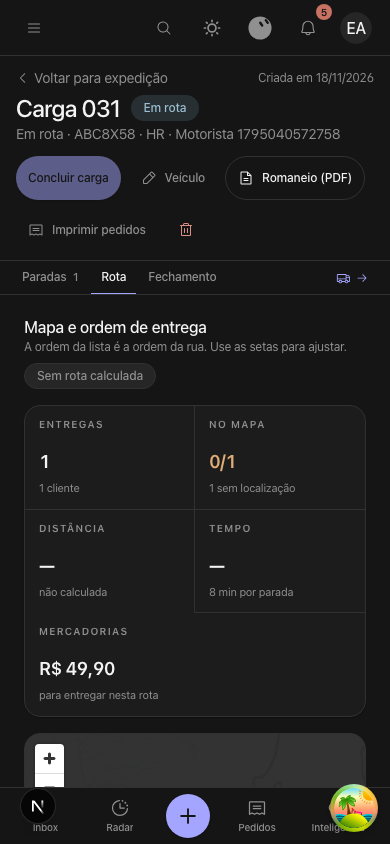 5
EA
Voltar para expedição
Criada em 18/11/2026
Carga 031
Em rota
Em rota · ABC8X58 · HR · Motorista 1795040572758
Concluir carga
Veículo
Romaneio (PDF)
Imprimir pedidos
Paradas 1
Rota
Fechamento
Mapa e ordem de entrega
A ordem da lista é a ordem da rua. Use as setas para ajustar.
Sem rota calculada
ENTREGAS
1
1 cliente
NO MAPA
0/1
1 sem localização
DISTÂNCIA
—
não calculada
TEMPO
—
8 min por parada
MERCADORIAS
R$ 49,90
para entregar nesta rota
+
N
Inbox
Radar
+
Pedidos